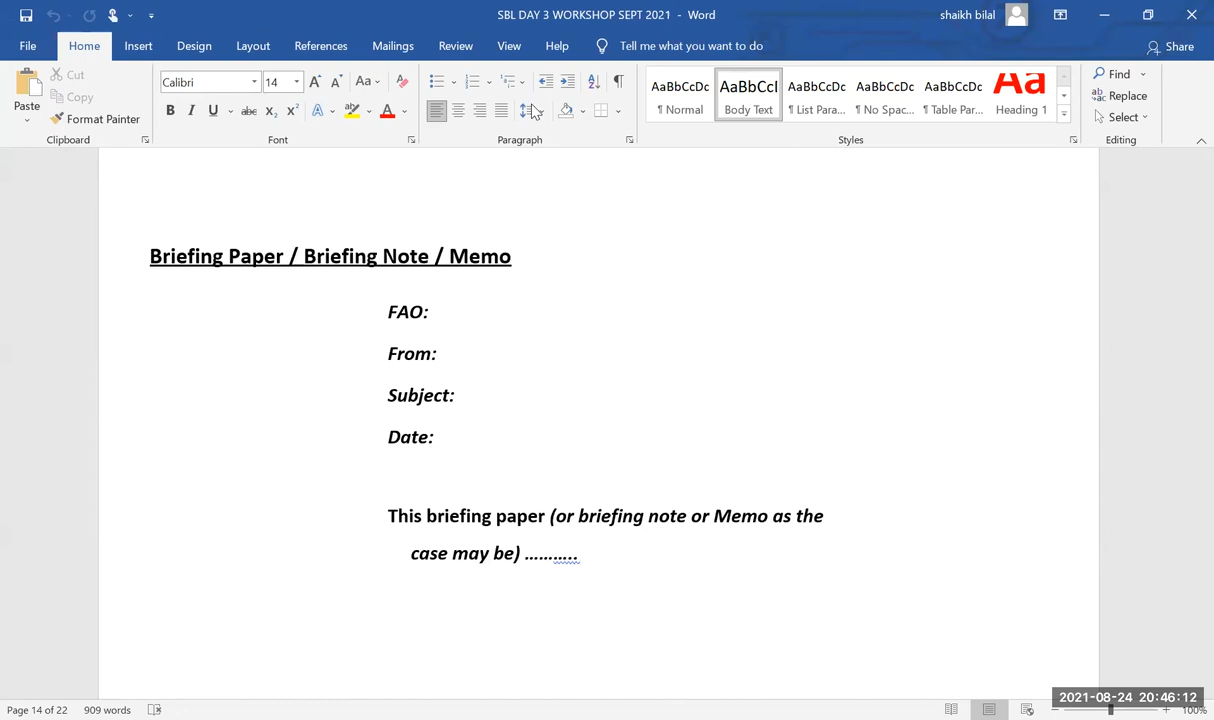 SBL DAY 3 WORKSHOP SEPT 2021 - Word
shaikh bilal
File Home Insert Design Layout References Mailings Review View Help Tell me what you want to do Share
Paste
Cut
Copy
Format Painter
Clipboard
Calibri 14
Font
Paragraph
AaBbCcDc AaBbCcI AaBbCcDc AaBbCcDc AaBbCcDc Aa
¶ Normal Body Text ¶ List Para... ¶ No Spac... ¶ Table Par... Heading 1
Styles
Find
Replace
Select
Editing
Briefing Paper / Briefing Note / Memo
FAO:
From:
Subject:
Date:
This briefing paper (or briefing note or Memo as the
case may be) ………..
Page 14 of 22 909 words
2021-08-24 20:46:12
100%